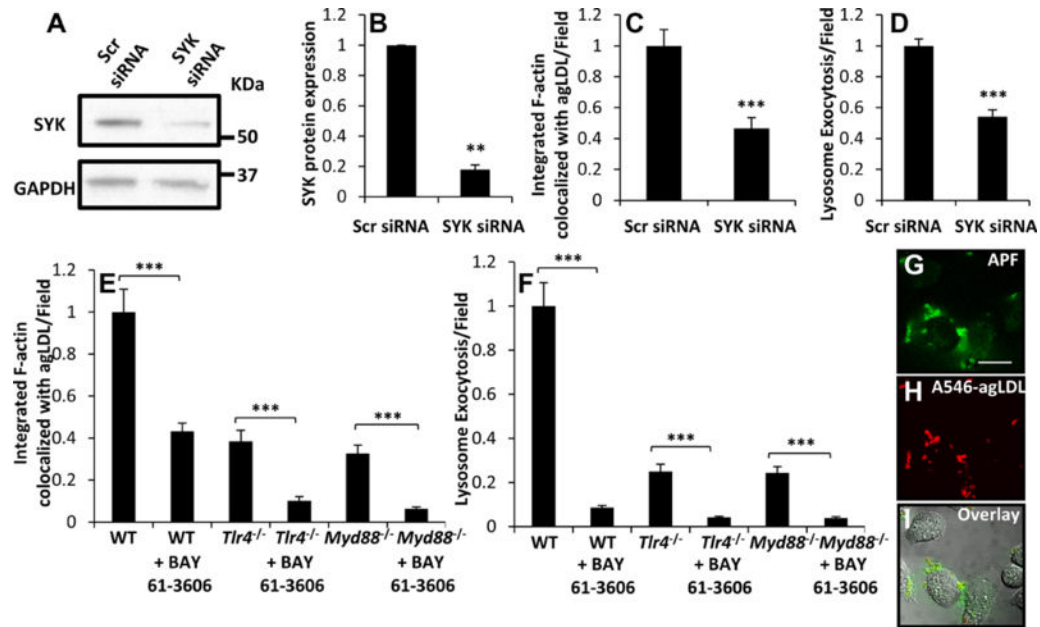 A
Scr siRNA
SYK siRNA
KDa
SYK
50
GAPDH
37
B
SYK protein expression
1.2
1
0.8
0.6
0.4
0.2
0
**
Scr siRNA SYK siRNA
C
Integrated F-actin
colocalized with agLDL/Field
1.2
1
0.8
0.6
0.4
0.2
0
***
Scr siRNA SYK siRNA
D
Lysosome Exocytosis/Field
1.2
1
0.8
0.6
0.4
0.2
0
***
Scr siRNA SYK siRNA
E
Integrated F-actin
colocalized with agLDL/Field
1.2
1
0.8
0.6
0.4
0.2
0
***
***
***
WT WT Tlr4-/- Tlr4-/- Myd88-/- Myd88-/-
+ BAY + BAY + BAY
61-3606 61-3606 61-3606
F
Lysosome Exocytosis/Field
1.2
1
0.8
0.6
0.4
0.2
0
***
***
***
WT WT Tlr4-/- Tlr4-/- Myd88-/- Myd88-/-
+ BAY + BAY + BAY
61-3606 61-3606 61-3606
G APF
H A546-agLDL
I Overlay